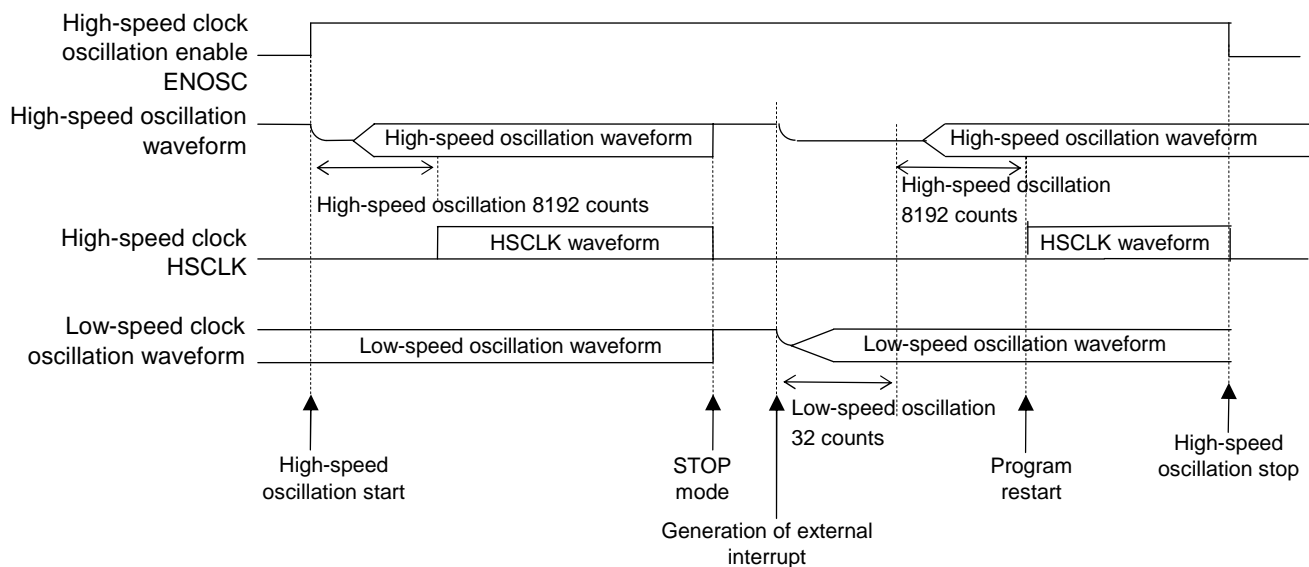 High-speed clock
oscillation enable
ENOSC
High-speed oscillation
waveform
High-speed oscillation waveform
High-speed oscillation waveform
High-speed oscillation 8192 counts
High-speed oscillation
8192 counts
High-speed clock
HSCLK
HSCLK waveform
HSCLK waveform
Low-speed clock
oscillation waveform
Low-speed oscillation waveform
Low-speed oscillation waveform
Low-speed oscillation
32 counts
High-speed
oscillation start
STOP
mode
Generation of external
interrupt
Program
restart
High-speed
oscillation stop